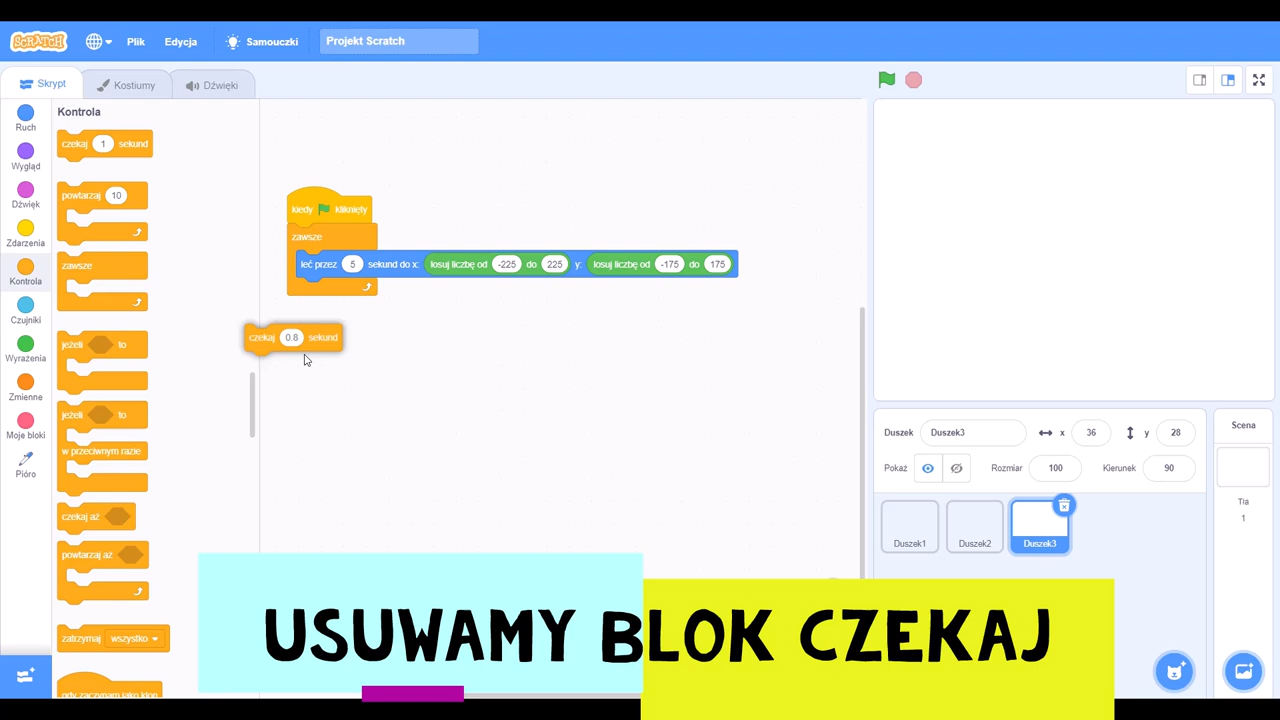 SCRATCH
Plik
Edycja
Samouczki
Projekt Scratch
Skrypt
Kostiumy
Dźwięki
Ruch
Wygląd
Dźwięk
Zdarzenia
Kontrola
Czujniki
Wyrażenia
Zmienne
Moje bloki
Pióro
Kontrola
czekaj 1 sekund
powtarzaj 10
zawsze
jeżeli to
jeżeli to
w przeciwnym razie
czekaj aż
powtarzaj aż
zatrzymaj wszystko
gdy zaczynam jako klon
kiedy kliknięty
zawsze
leć przez 5 sekund do x: losuj liczbę od -225 do 225 y: losuj liczbę od -175 do 175
czekaj 0.8 sekund
Duszek Duszek3 x 36 y 28
Pokaż Rozmiar 100 Kierunek 90
Duszek1
Duszek2
Duszek3
Scena
Tła
1
USUWAMY BLOK CZEKAJ